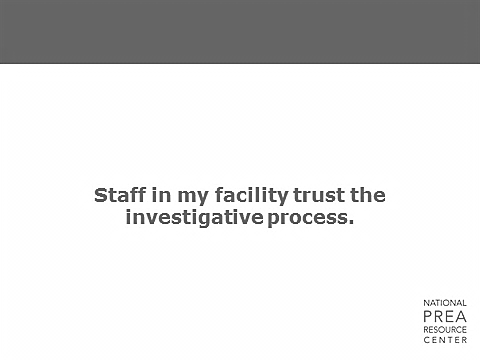 Staff in my facility trust the
investigative process.
NATIONAL
PREA
RESOURCE
CENTER